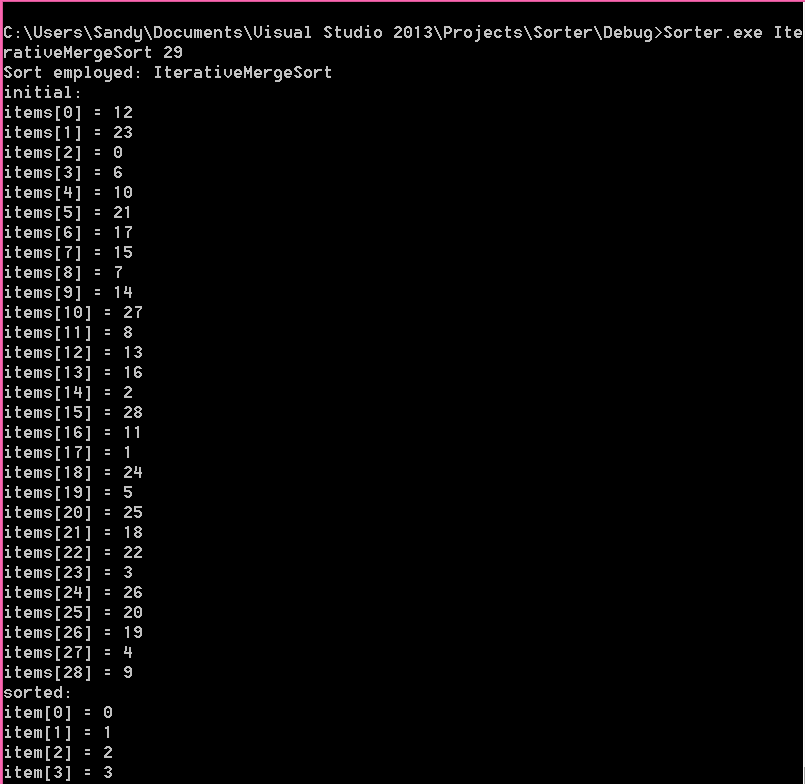 C:\Users\Sandy\Documents\Visual Studio 2013\Projects\Sorter\Debug>Sorter.exe Ite
rativeMergeSort 29
Sort employed: IterativeMergeSort
initial:
items[0] = 12
items[1] = 23
items[2] = 0
items[3] = 6
items[4] = 10
items[5] = 21
items[6] = 17
items[7] = 15
items[8] = 7
items[9] = 14
items[10] = 27
items[11] = 8
items[12] = 13
items[13] = 16
items[14] = 2
items[15] = 28
items[16] = 11
items[17] = 1
items[18] = 24
items[19] = 5
items[20] = 25
items[21] = 18
items[22] = 22
items[23] = 3
items[24] = 26
items[25] = 20
items[26] = 19
items[27] = 4
items[28] = 9
sorted:
item[0] = 0
item[1] = 1
item[2] = 2
item[3] = 3